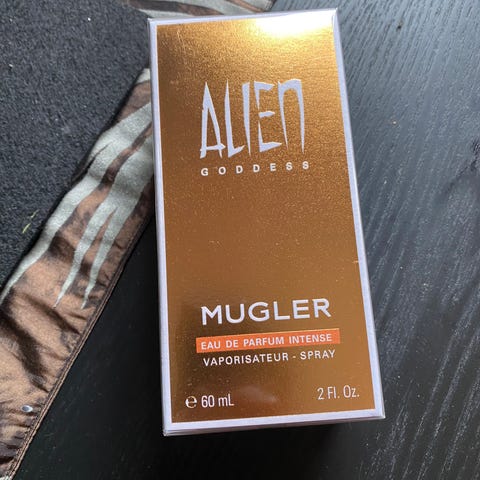 ALIEN
GODDESS
MUGLER
EAU DE PARFUM INTENSE
VAPORISATEUR - SPRAY
℮ 60 mL 2 Fl. Oz.